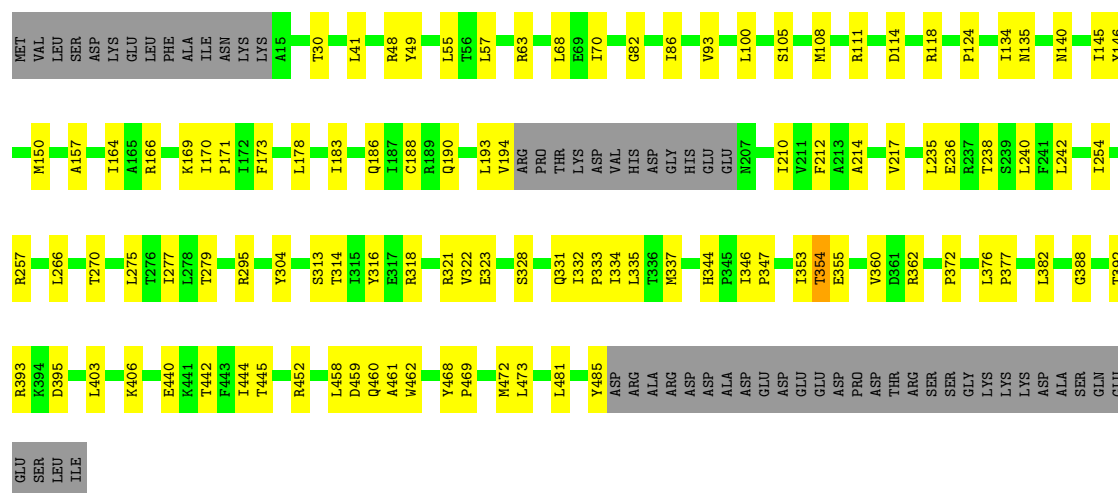 MET VAL LEU SER ASP LYS GLU LEU PHE ALA ILE ASN LYS LYS A15 T30 L41 R48 Y49 L55 T56 L57 R63 L68 E69 I70 G82 I86 V93 L100 S105 M108 R111 D114 R118 P124 I134 N135 N140 I145 Y146
M150 A157 I164 A165 R166 K169 I170 P171 I172 F173 L178 I183 Q186 I187 C188 R189 Q190 L193 V194 ARG PRO THR LYS ASP VAL HIS ASP GLY HIS GLU GLU N207 I210 V211 F212 A213 A214 V217 L235 E236 R237 T238 S239 L240 F241 L242 I254
R257 L266 T270 L275 T276 I277 L278 T279 R295 Y304 S313 T314 I315 Y316 E317 R318 R321 V322 E323 S328 Q331 I332 P333 I334 L335 T336 M337 H344 P345 I346 P347 I353 T354 E355 V360 D361 R362 P372 L376 P377 L382 G388 T392
R393 K394 D395 L403 K406 E440 K441 T442 F443 I444 T445 R452 L458 D459 Q460 A461 W462 Y468 P469 M472 L473 L481 Y485 ASP ARG ALA ARG ASP ASP ALA ASP GLU ASP GLU GLU ASP PRO ASP THR ARG SER SER GLY LYS LYS LYS ASP ALA SER GLN GLU
GLU SER LEU ILE